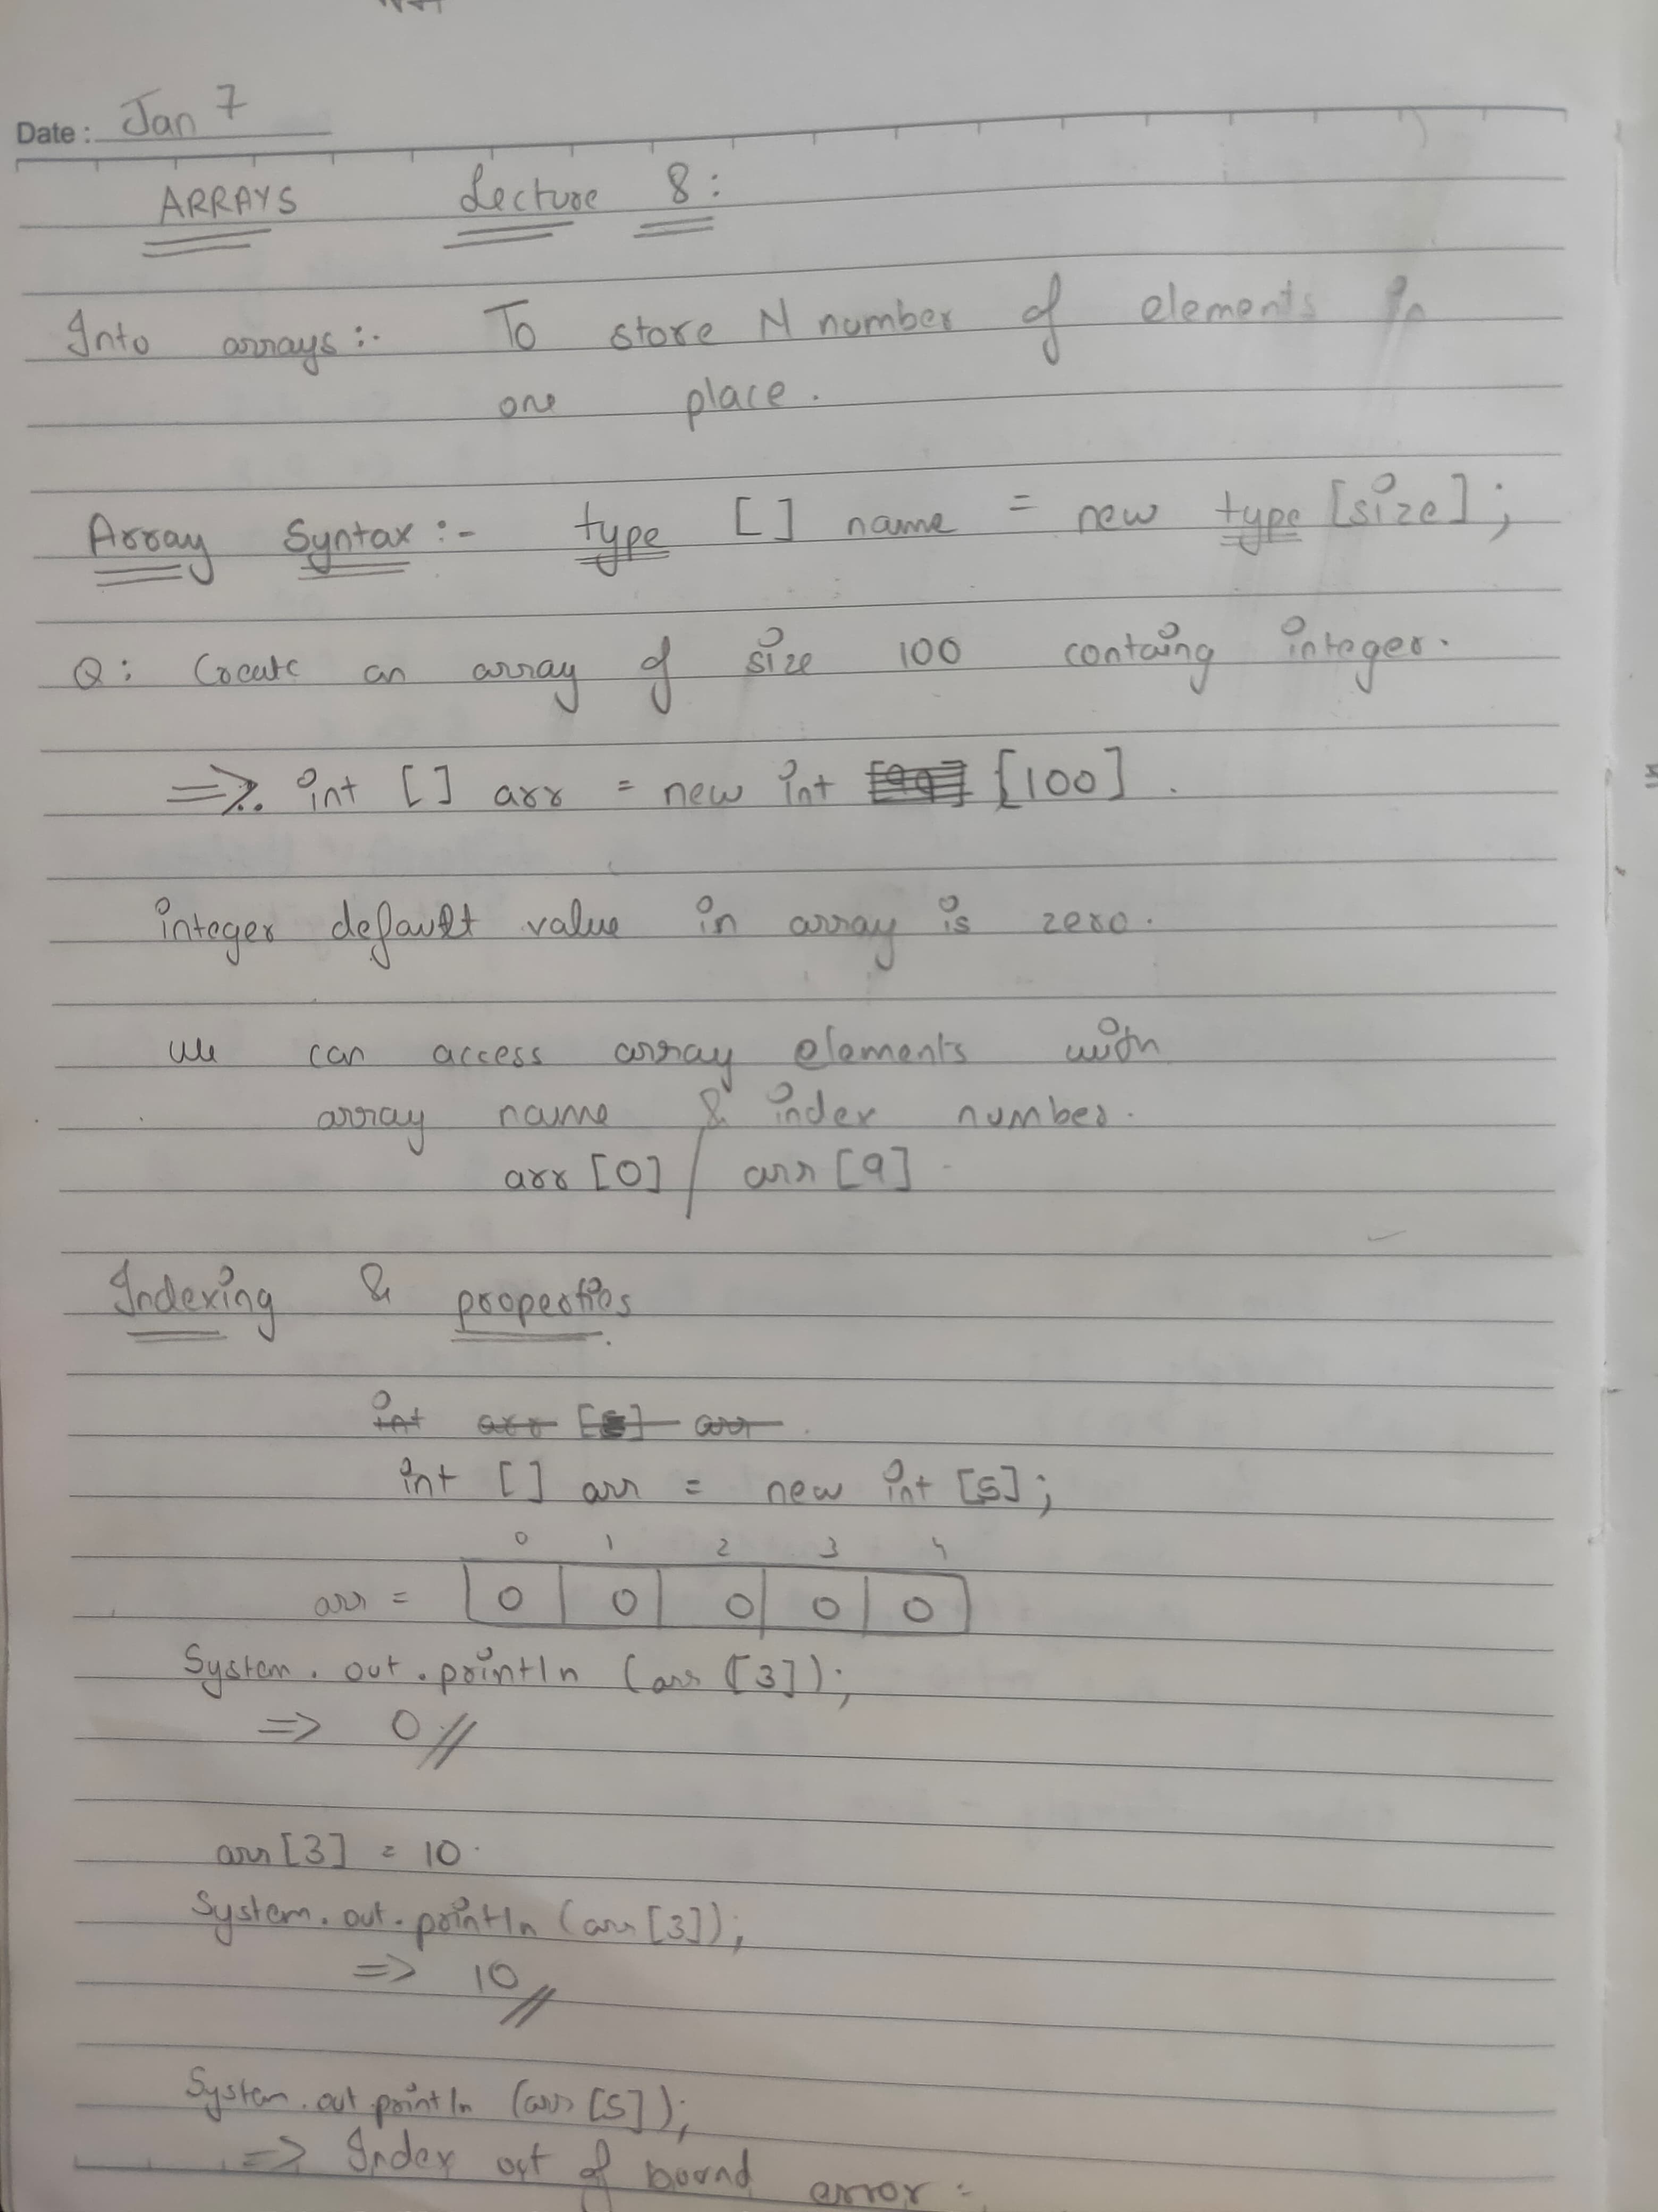 Date: Jan 7
ARRAYS Lecture 8:
Into arrays:- To store N number of elements in
one place.
Array Syntax:- type [] name = new type [size];
Q: Create an array of size 100 containg integer.
=> int [] arr = new int [100].
integer default value in array is zero.
We can access array elements with
array name & index number.
arr [0] / arr [9]
Indexing & properties
int arr [] arr
int [] arr = new int [5];
0 1 2 3 4
arr = 0 0 0 0 0
System.out.println (arr [3]);
=> 0//
arr [3] = 10.
System.out.println (arr [3]);
=> 10//
System.out.println (arr [5]);
=> Index out of bound error